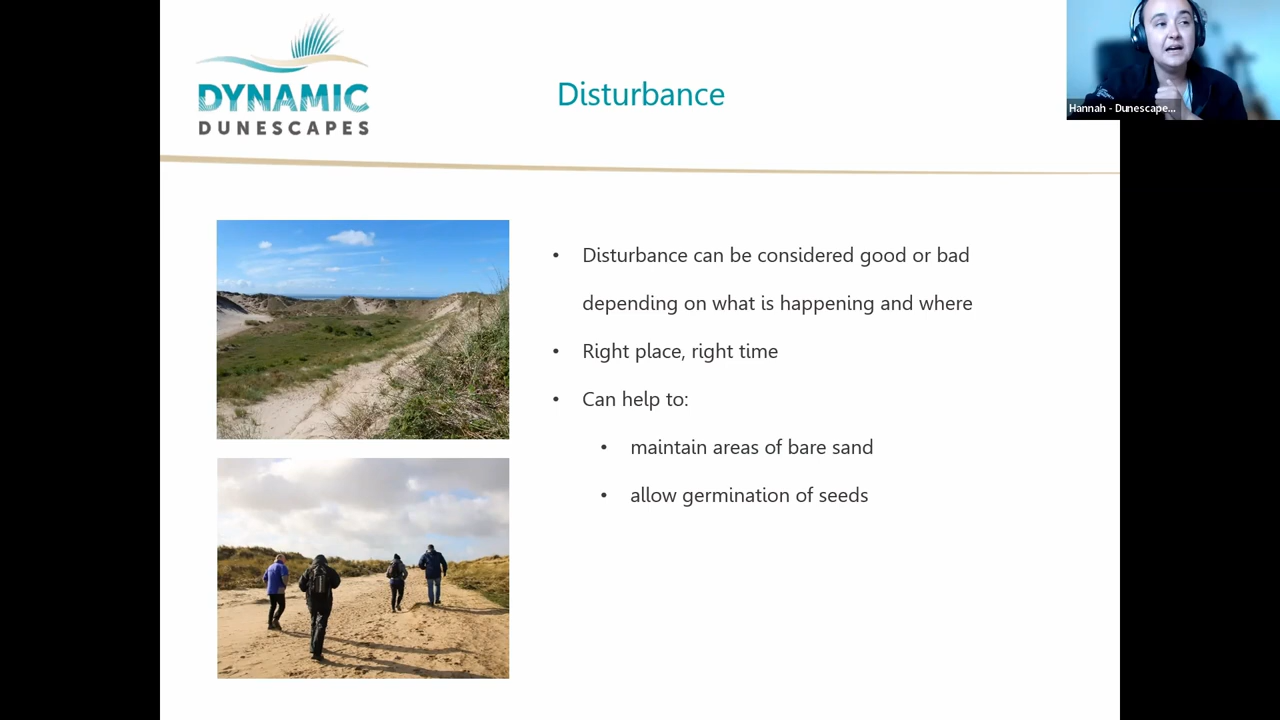 DYNAMIC
DUNESCAPES
Disturbance
Hannah - Dunescape...
• Disturbance can be considered good or bad
depending on what is happening and where
• Right place, right time
• Can help to:
• maintain areas of bare sand
• allow germination of seeds